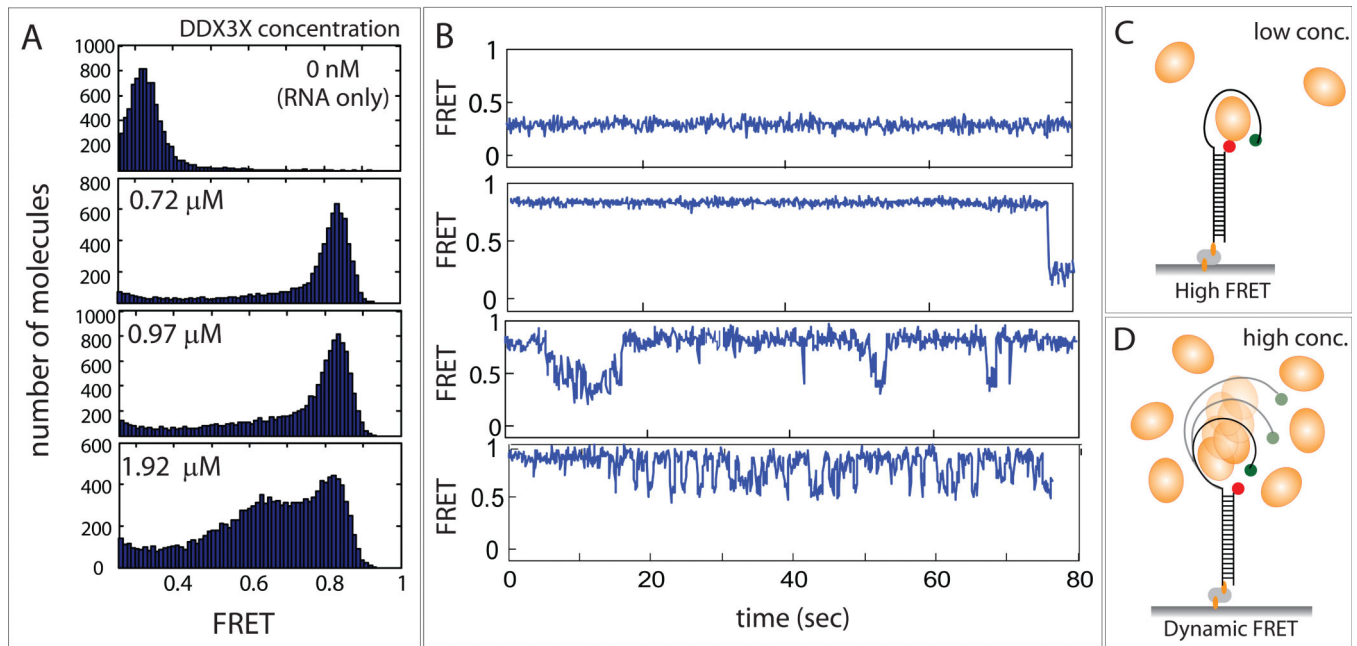 A
DDX3X concentration
1000
800
600
400
200
0
0 nM
(RNA only)
800
600
400
200
0
0.72 μM
1000
800
600
400
200
0
0.97 μM
600
400
200
0
1.92 μM
0.4 0.6 0.8 1
number of molecules
FRET
B
1
0.5
0
FRET
1
0.5
0
FRET
1
0.5
0
FRET
1
0.5
0
FRET
0 20 40 60 80
time (sec)
C
low conc.
High FRET
D
high conc.
Dynamic FRET